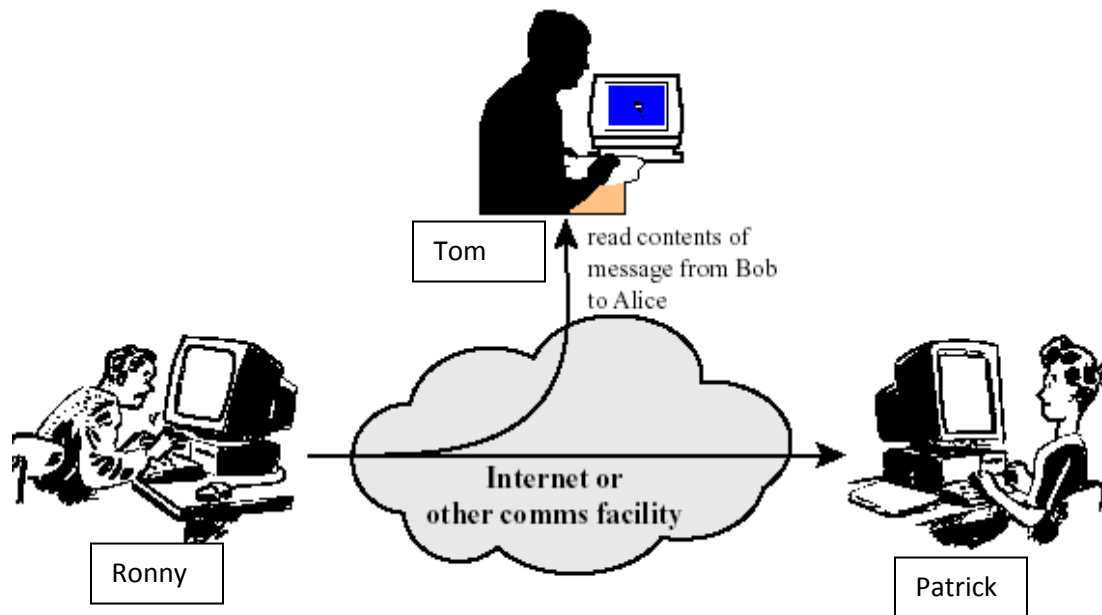 Tom
read contents of
message from Bob
to Alice
Internet or
other comms facility
Ronny
Patrick